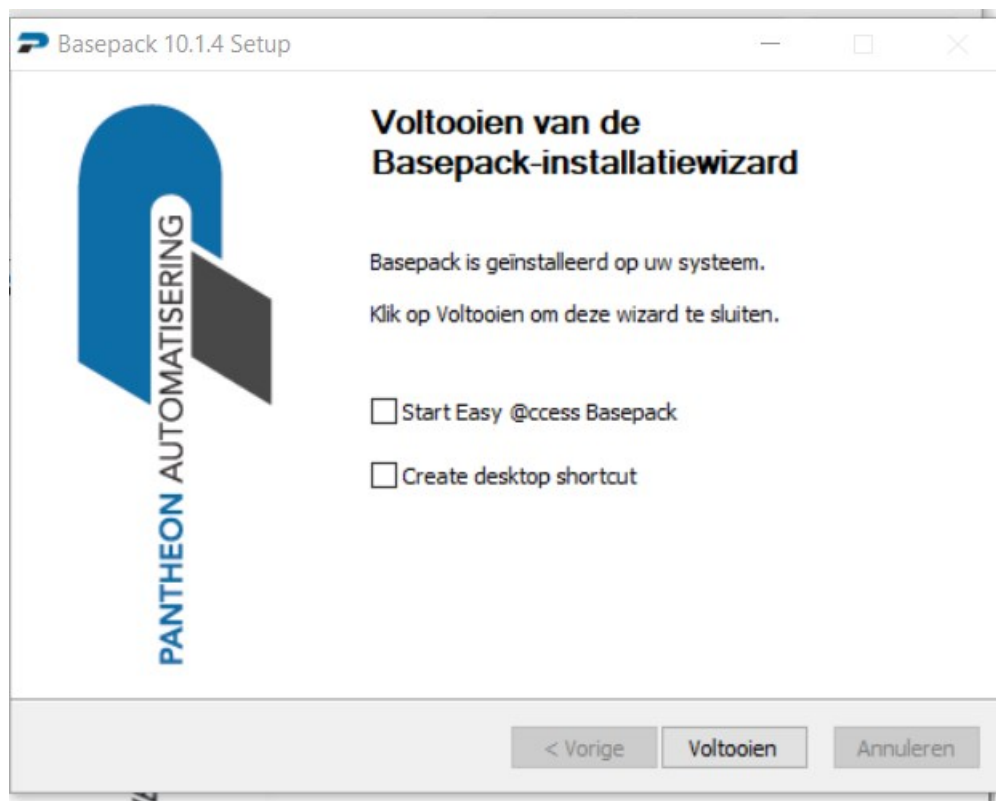 Basepack 10.1.4 Setup
Voltooien van de
Basepack-installatiewizard
Basepack is geïnstalleerd op uw systeem.
Klik op Voltooien om deze wizard te sluiten.
Start Easy @ccess Basepack
Create desktop shortcut
PANTHEON AUTOMATISERING
< Vorige
Voltooien
Annuleren